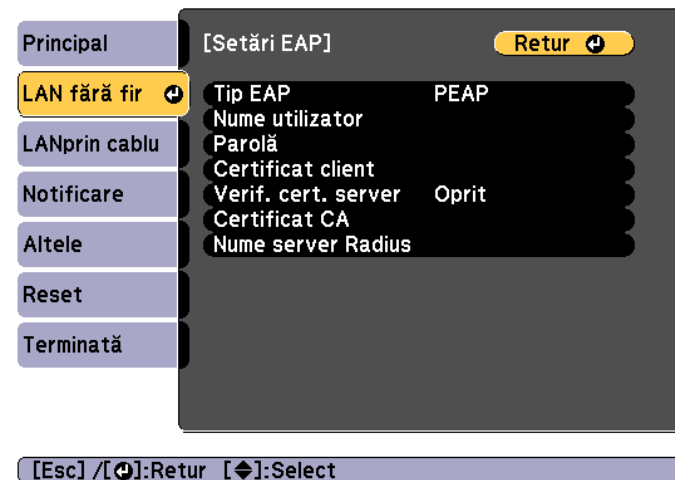 Principal
LAN fără fir
LANprin cablu
Notificare
Altele
Reset
Terminată
[Setări EAP]
Retur
Tip EAP PEAP
Nume utilizator
Parolă
Certificat client
Verif. cert. server Oprit
Certificat CA
Nume server Radius
[Esc] /[⏎]:Retur [◆]:Select